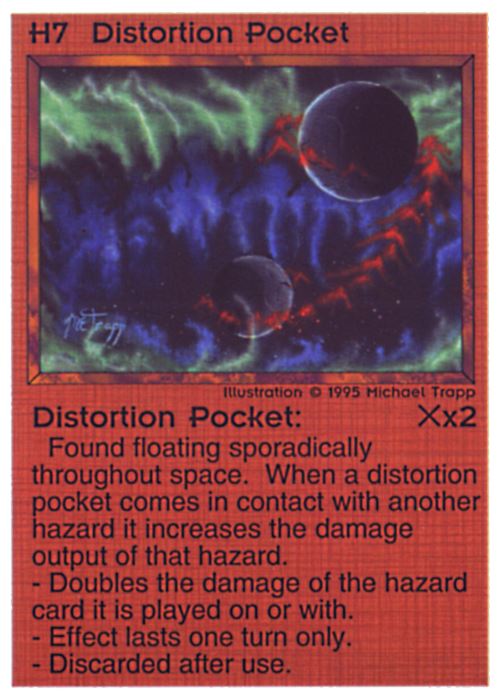 H7 Distortion Pocket
Illustration © 1995 Michael Trapp
Distortion Pocket: Xx2
Found floating sporadically
throughout space. When a distortion
pocket comes in contact with another
hazard it increases the damage
output of that hazard.
- Doubles the damage of the hazard
card it is played on or with.
- Effect lasts one turn only.
- Discarded after use.